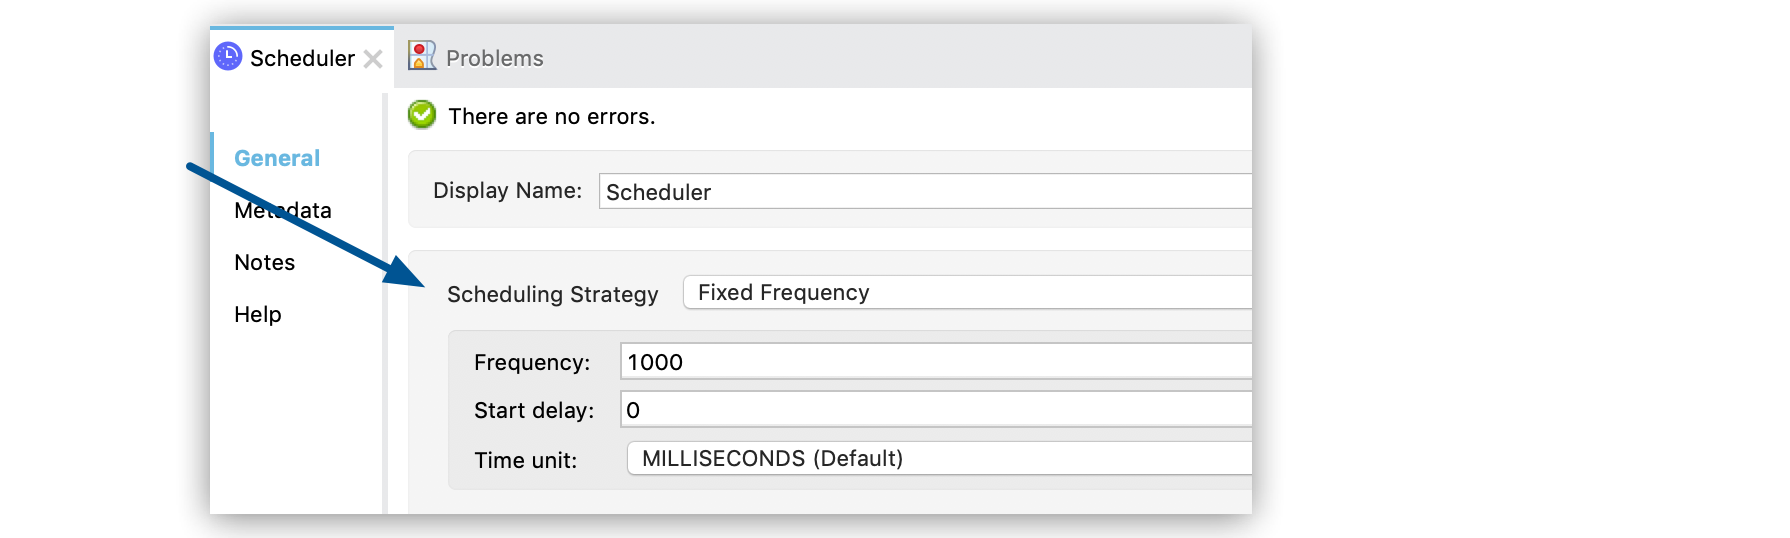 Scheduler
Problems
There are no errors.
General
Metadata
Notes
Help
Display Name: Scheduler
Scheduling Strategy Fixed Frequency
Frequency: 1000
Start delay: 0
Time unit: MILLISECONDS (Default)